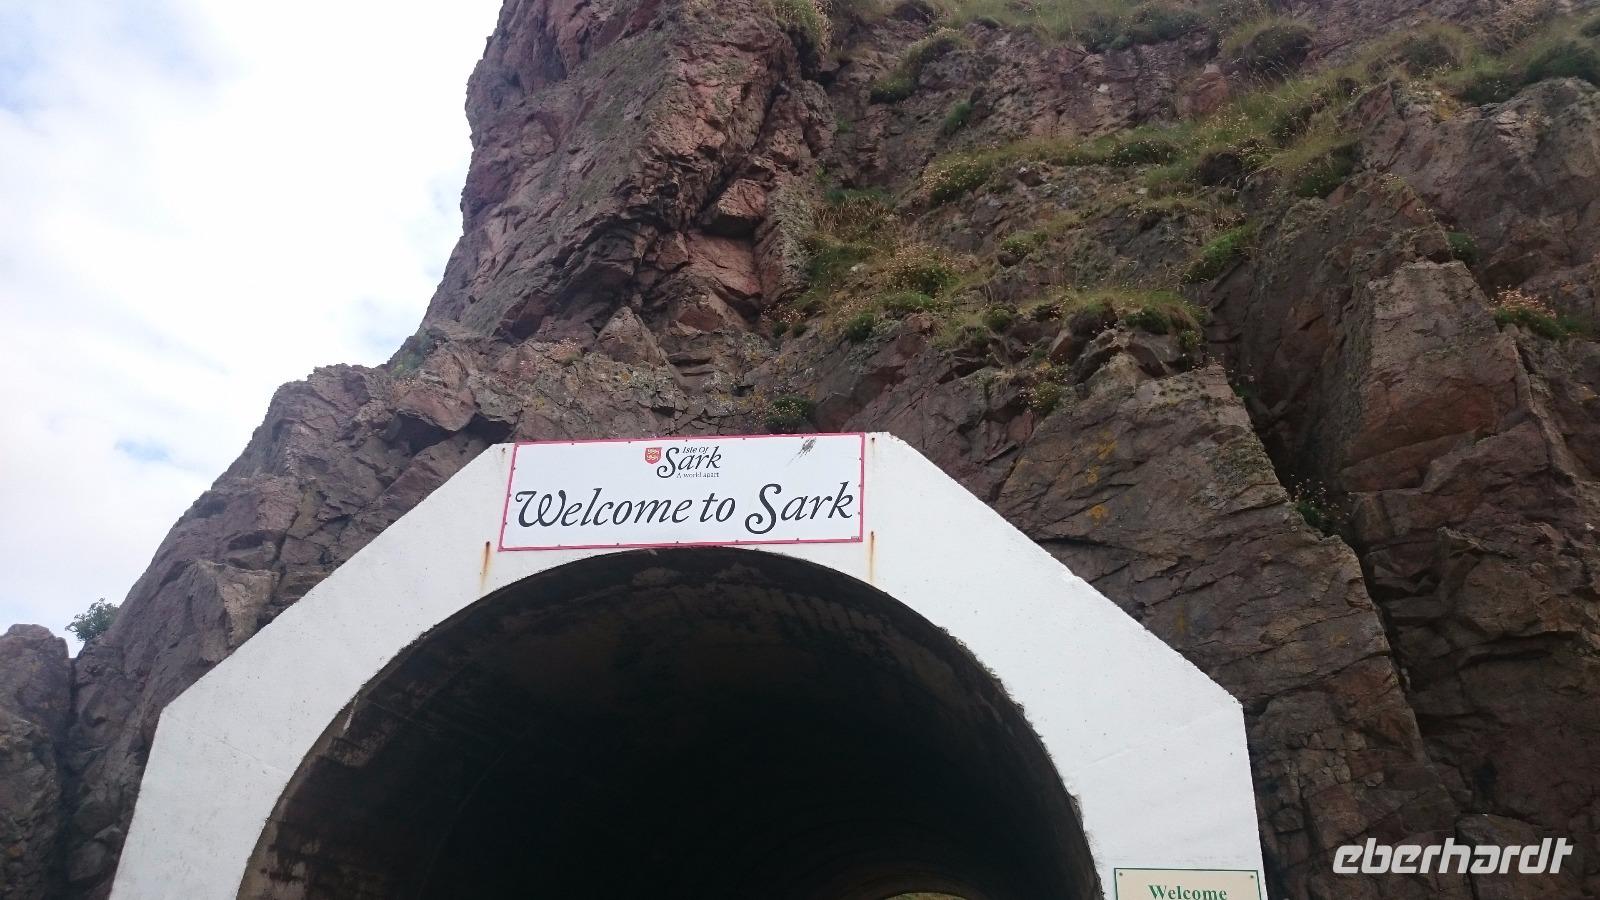 Isle Of
Sark
A world apart
Welcome to Sark
Welcome
eberhardt